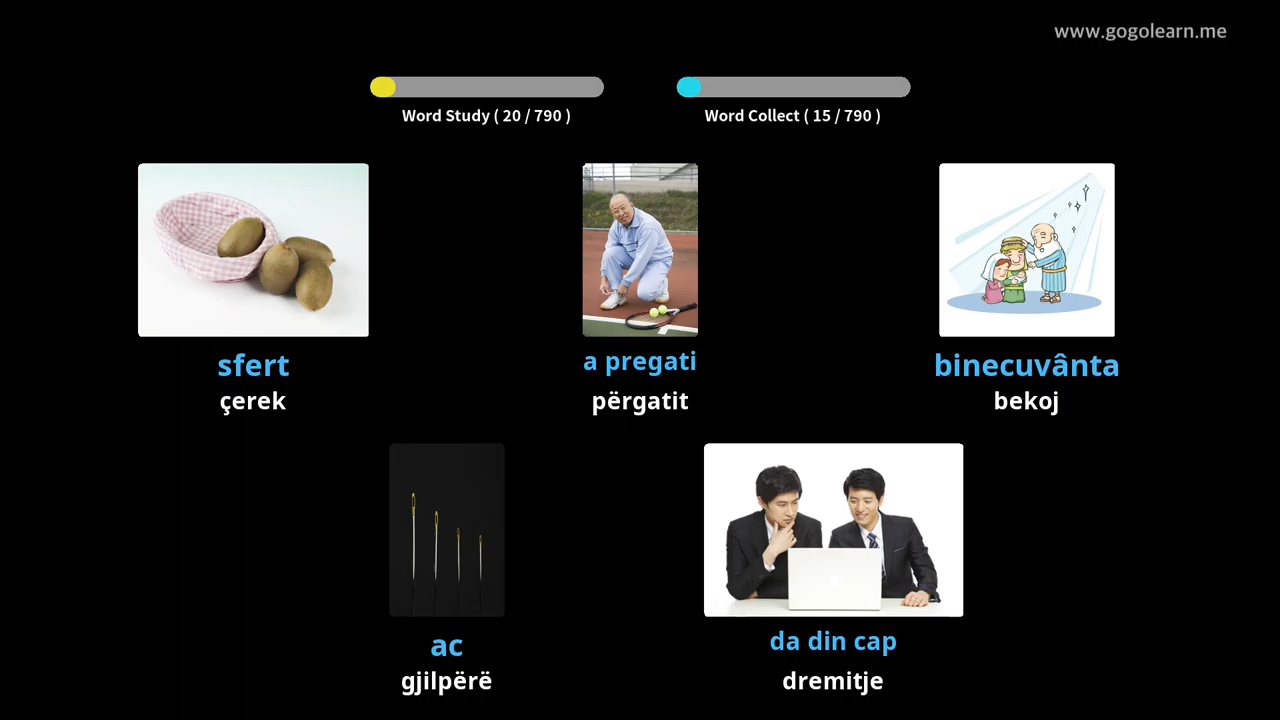 www.gogolearn.me
Word Study ( 20 / 790 )
Word Collect ( 15 / 790 )
sfert
çerek
a pregati
përgatit
binecuvânta
bekoj
ac
gjilpërë
da din cap
dremitje